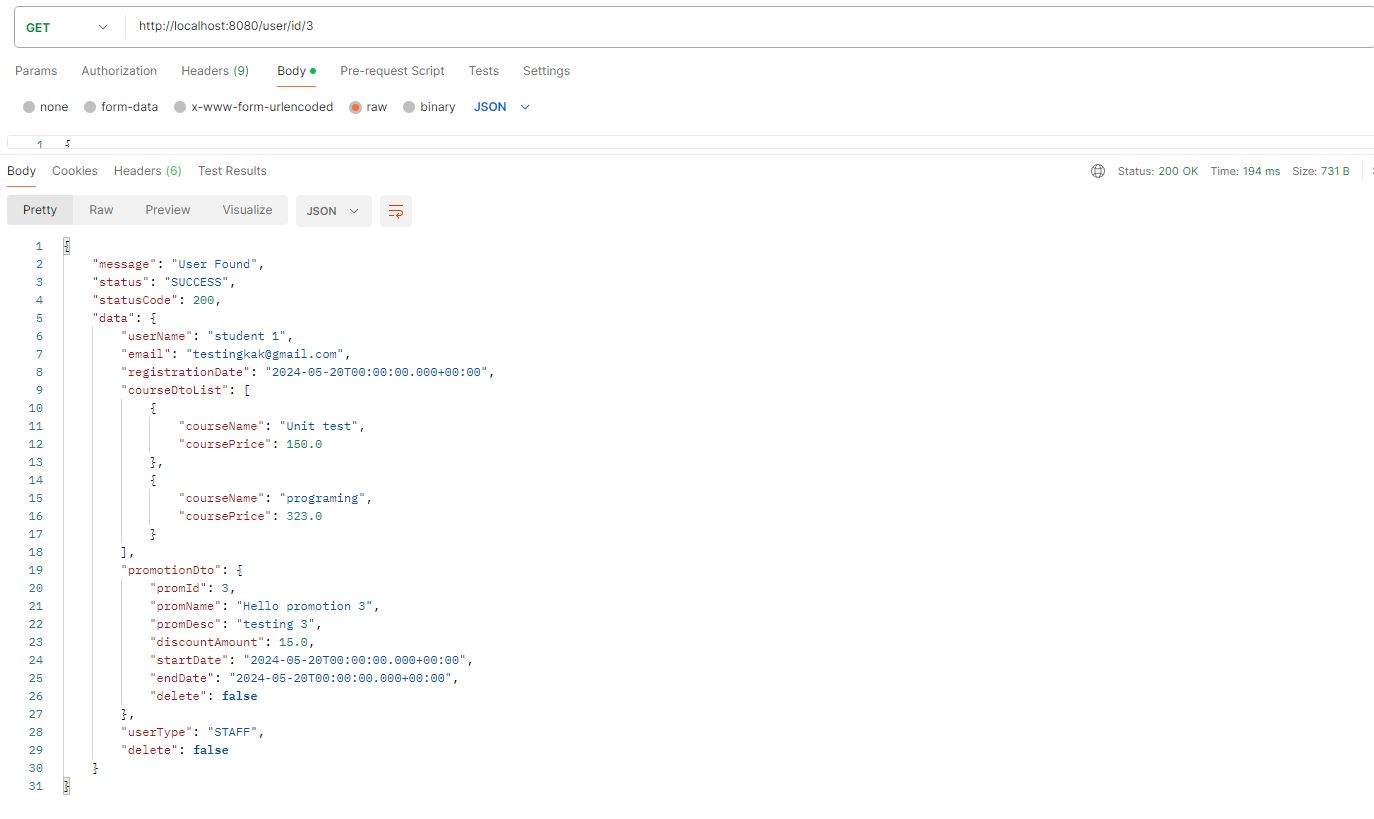 GET http://localhost:8080/user/id/3
Params Authorization Headers (9) Body Pre-request Script Tests Settings
none form-data x-www-form-urlencoded raw binary JSON
1 {
Body Cookies Headers (6) Test Results Status: 200 OK Time: 194 ms Size: 731 B
Pretty Raw Preview Visualize JSON
1 {
2 "message": "User Found",
3 "status": "SUCCESS",
4 "statusCode": 200,
5 "data": {
6 "userName": "student 1",
7 "email": "testingkak@gmail.com",
8 "registrationDate": "2024-05-20T00:00:00.000+00:00",
9 "courseDtoList": [
10 {
11 "courseName": "Unit test",
12 "coursePrice": 150.0
13 },
14 {
15 "courseName": "programing",
16 "coursePrice": 323.0
17 }
18 ],
19 "promotionDto": {
20 "promId": 3,
21 "promName": "Hello promotion 3",
22 "promDesc": "testing 3",
23 "discountAmount": 15.0,
24 "startDate": "2024-05-20T00:00:00.000+00:00",
25 "endDate": "2024-05-20T00:00:00.000+00:00",
26 "delete": false
27 },
28 "userType": "STAFF",
29 "delete": false
30 }
31 }